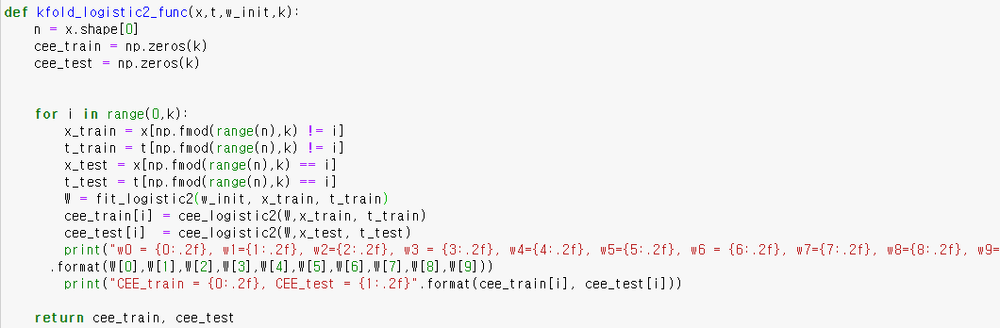 def kfold_logistic2_func(x,t,w_init,k):
    n = x.shape[0]
    cee_train = np.zeros(k)
    cee_test = np.zeros(k)
    for i in range(0,k):
        x_train = x[np.fmod(range(n),k) != i]
        t_train = t[np.fmod(range(n),k) != i]
        x_test = x[np.fmod(range(n),k) == i]
        t_test = t[np.fmod(range(n),k) == i]
        W = fit_logistic2(w_init, x_train, t_train)
        cee_train[i] = cee_logistic2(W,x_train, t_train)
        cee_test[i]  = cee_logistic2(W,x_test, t_test)
        print("w0 = {0:.2f}, w1={1:.2f}, w2={2:.2f}, w3 = {3:.2f}, w4={4:.2f}, w5={5:.2f}, w6 = {6:.2f}, w7={7:.2f}, w8={8:.2f}, w9=
      .format(W[0],W[1],W[2],W[3],W[4],W[5],W[6],W[7],W[8],W[9]))
        print("CEE_train = {0:.2f}, CEE_test = {1:.2f}".format(cee_train[i], cee_test[i]))
    return cee_train, cee_test